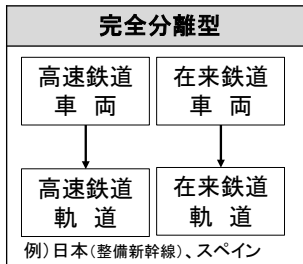 完全分離型
高速鉄道 在来鉄道
車 両 車 両
高速鉄道 在来鉄道
軌 道 軌 道
例)日本(整備新幹線)、スペイン